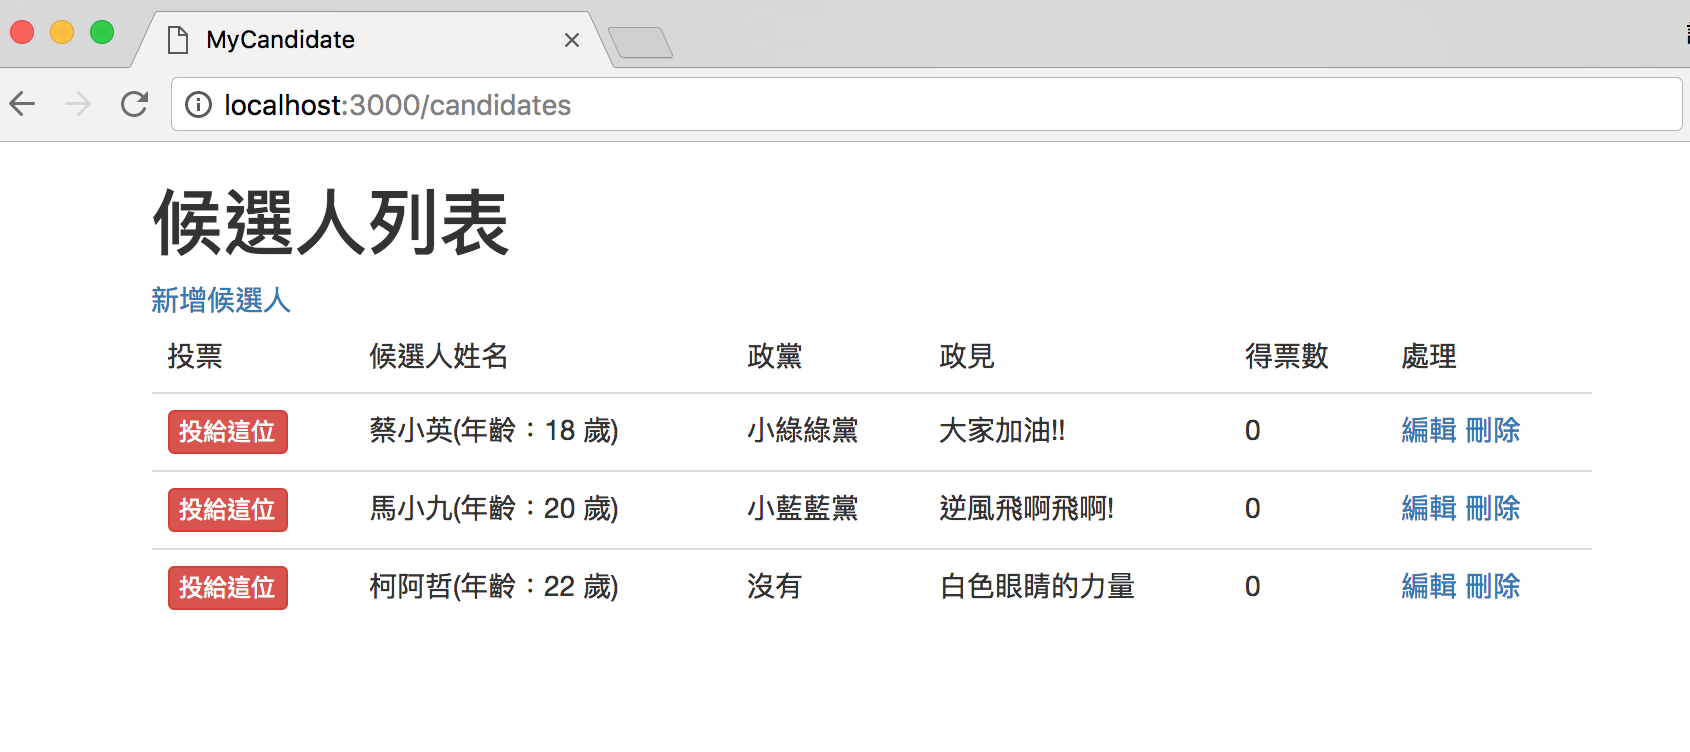 MyCandidate
localhost:3000/candidates
候選人列表
新增候選人
投票 候選人姓名 政黨 政見 得票數 處理
投給這位 蔡小英(年齡：18 歲) 小綠綠黨 大家加油!! 0 編輯 刪除
投給這位 馬小九(年齡：20 歲) 小藍藍黨 逆風飛啊飛啊! 0 編輯 刪除
投給這位 柯阿哲(年齡：22 歲) 沒有 白色眼睛的力量 0 編輯 刪除